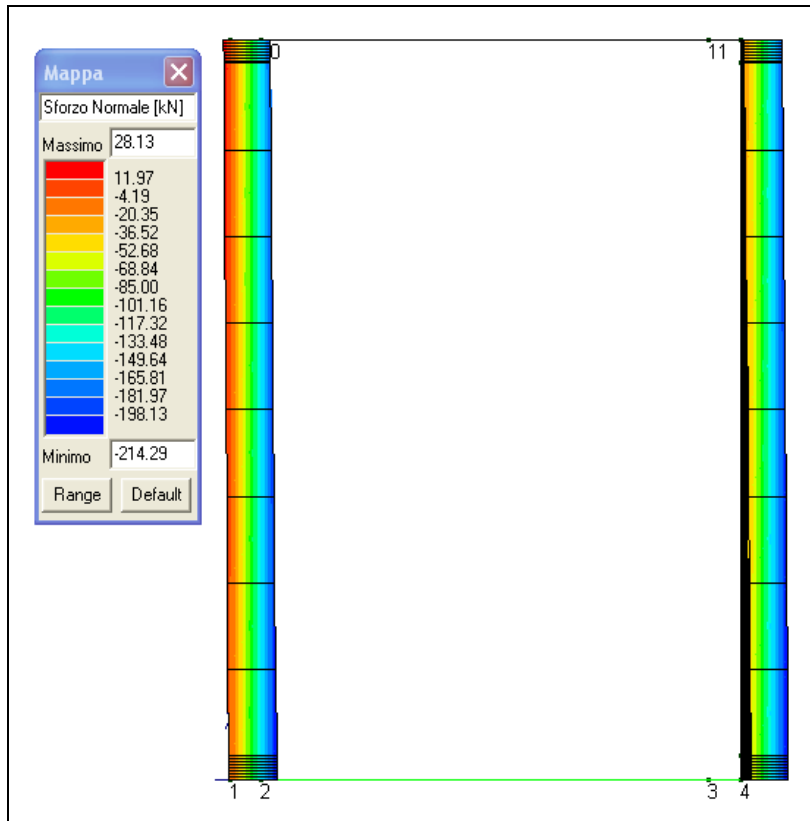 Mappa
Sforzo Normale [kN]
Massimo 28.13
11.97
-4.19
-20.35
-36.52
-52.68
-68.84
-85.00
-101.16
-117.32
-133.48
-149.64
-165.81
-181.97
-198.13
Minimo -214.29
Range Default
0 11
1 2 3 4